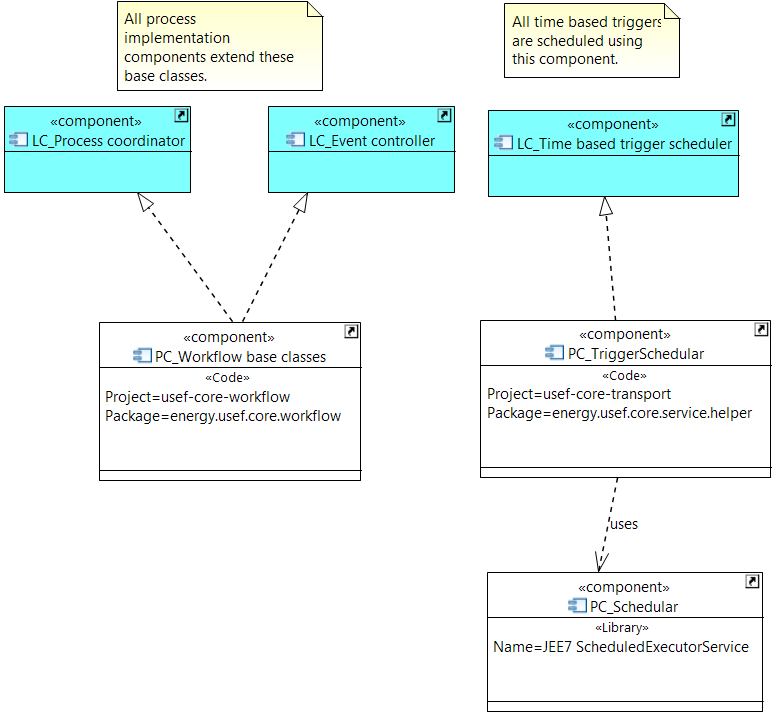 All process
implementation
components extend these
base classes.
All time based triggers
are scheduled using
this component.
«component»
LC_Process coordinator
«component»
LC_Event controller
«component»
LC_Time based trigger scheduler
«component»
PC_Workflow base classes
«Code»
Project=usef-core-workflow
Package=energy.usef.core.workflow
«component»
PC_TriggerSchedular
«Code»
Project=usef-core-transport
Package=energy.usef.core.service.helper
uses
«component»
PC_Schedular
«Library»
Name=JEE7 ScheduledExecutorService